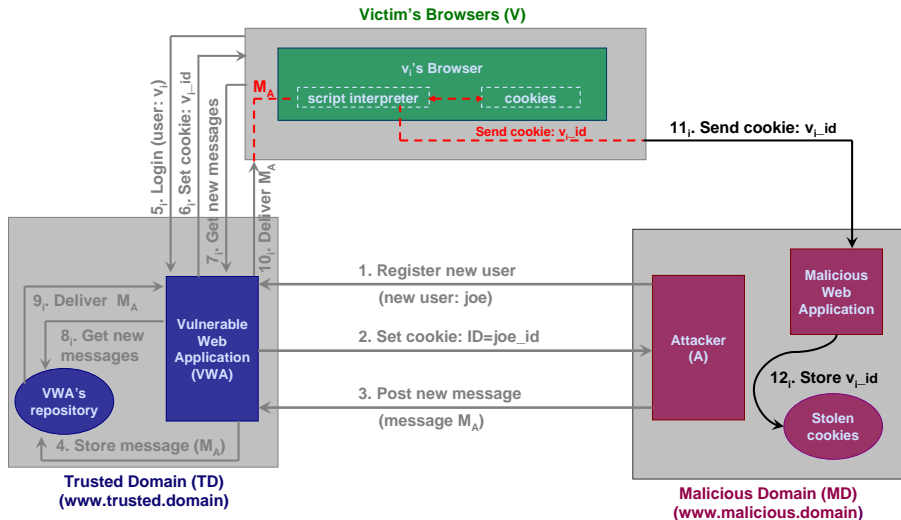 Victim's Browsers (V)
vi's Browser
script interpreter
cookies
MA
Send cookie: vi_id
11i. Send cookie: vi_id
5i. Login (user: vi)
6i. Set cookie: vi_id
7i. Get new messages
10i. Deliver MA
1. Register new user
(new user: joe)
2. Set cookie: ID=joe_id
3. Post new message
(message MA)
9i. Deliver MA
8i. Get new
messages
4. Store message (MA)
Vulnerable
Web
Application
(VWA)
VWA's
repository
Attacker
(A)
Malicious
Web
Application
12i. Store vi_id
Stolen
cookies
Trusted Domain (TD)
(www.trusted.domain)
Malicious Domain (MD)
(www.malicious.domain)